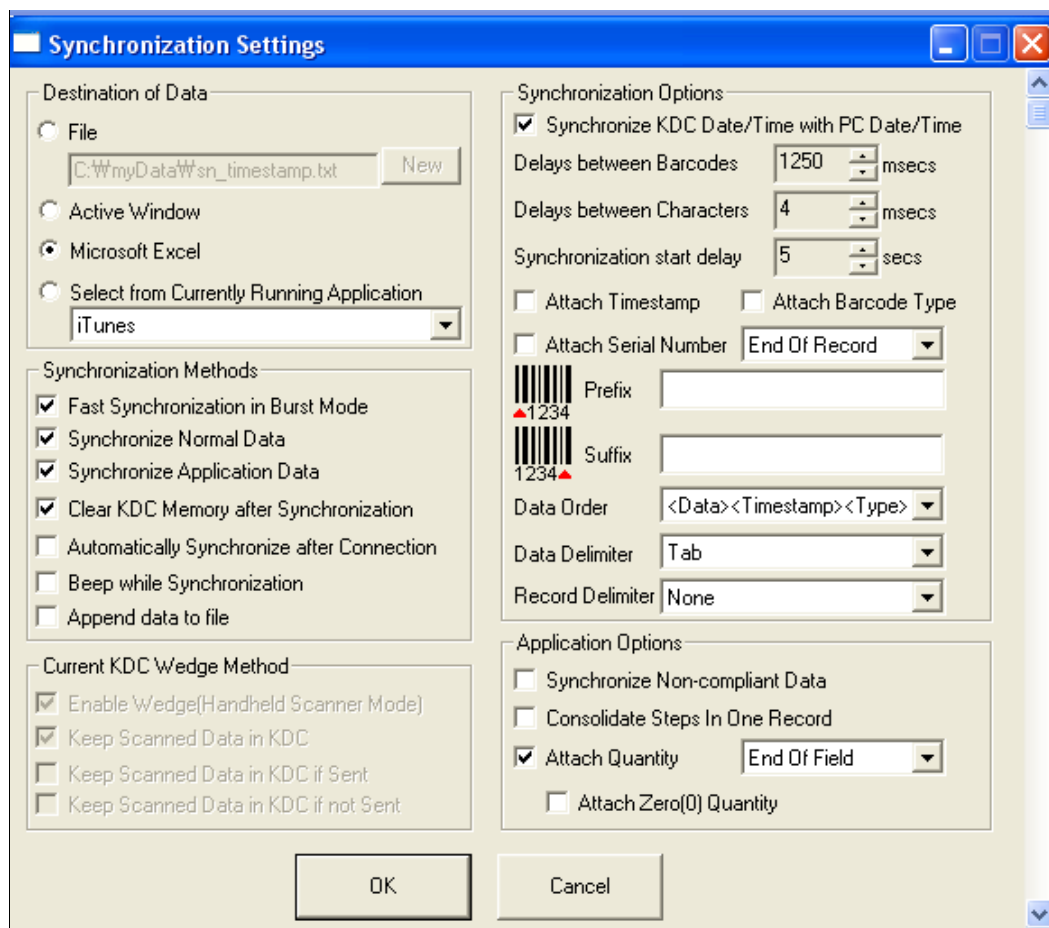 Synchronization Settings
Destination of Data
File
C:₩myData₩sn_timestamp.txt
New
Active Window
Microsoft Excel
Select from Currently Running Application
iTunes
Synchronization Methods
Fast Synchronization in Burst Mode
Synchronize Normal Data
Synchronize Application Data
Clear KDC Memory after Synchronization
Automatically Synchronize after Connection
Beep while Synchronization
Append data to file
Current KDC Wedge Method
Enable Wedge(Handheld Scanner Mode)
Keep Scanned Data in KDC
Keep Scanned Data in KDC if Sent
Keep Scanned Data in KDC if not Sent
Synchronization Options
Synchronize KDC Date/Time with PC Date/Time
Delays between Barcodes 1250 msecs
Delays between Characters 4 msecs
Synchronization start delay 5 secs
Attach Timestamp Attach Barcode Type
Attach Serial Number End Of Record
Prefix
1234
Suffix
1234
Data Order <Data><Timestamp><Type>
Data Delimiter Tab
Record Delimiter None
Application Options
Synchronize Non-compliant Data
Consolidate Steps In One Record
Attach Quantity End Of Field
Attach Zero(0) Quantity
OK Cancel